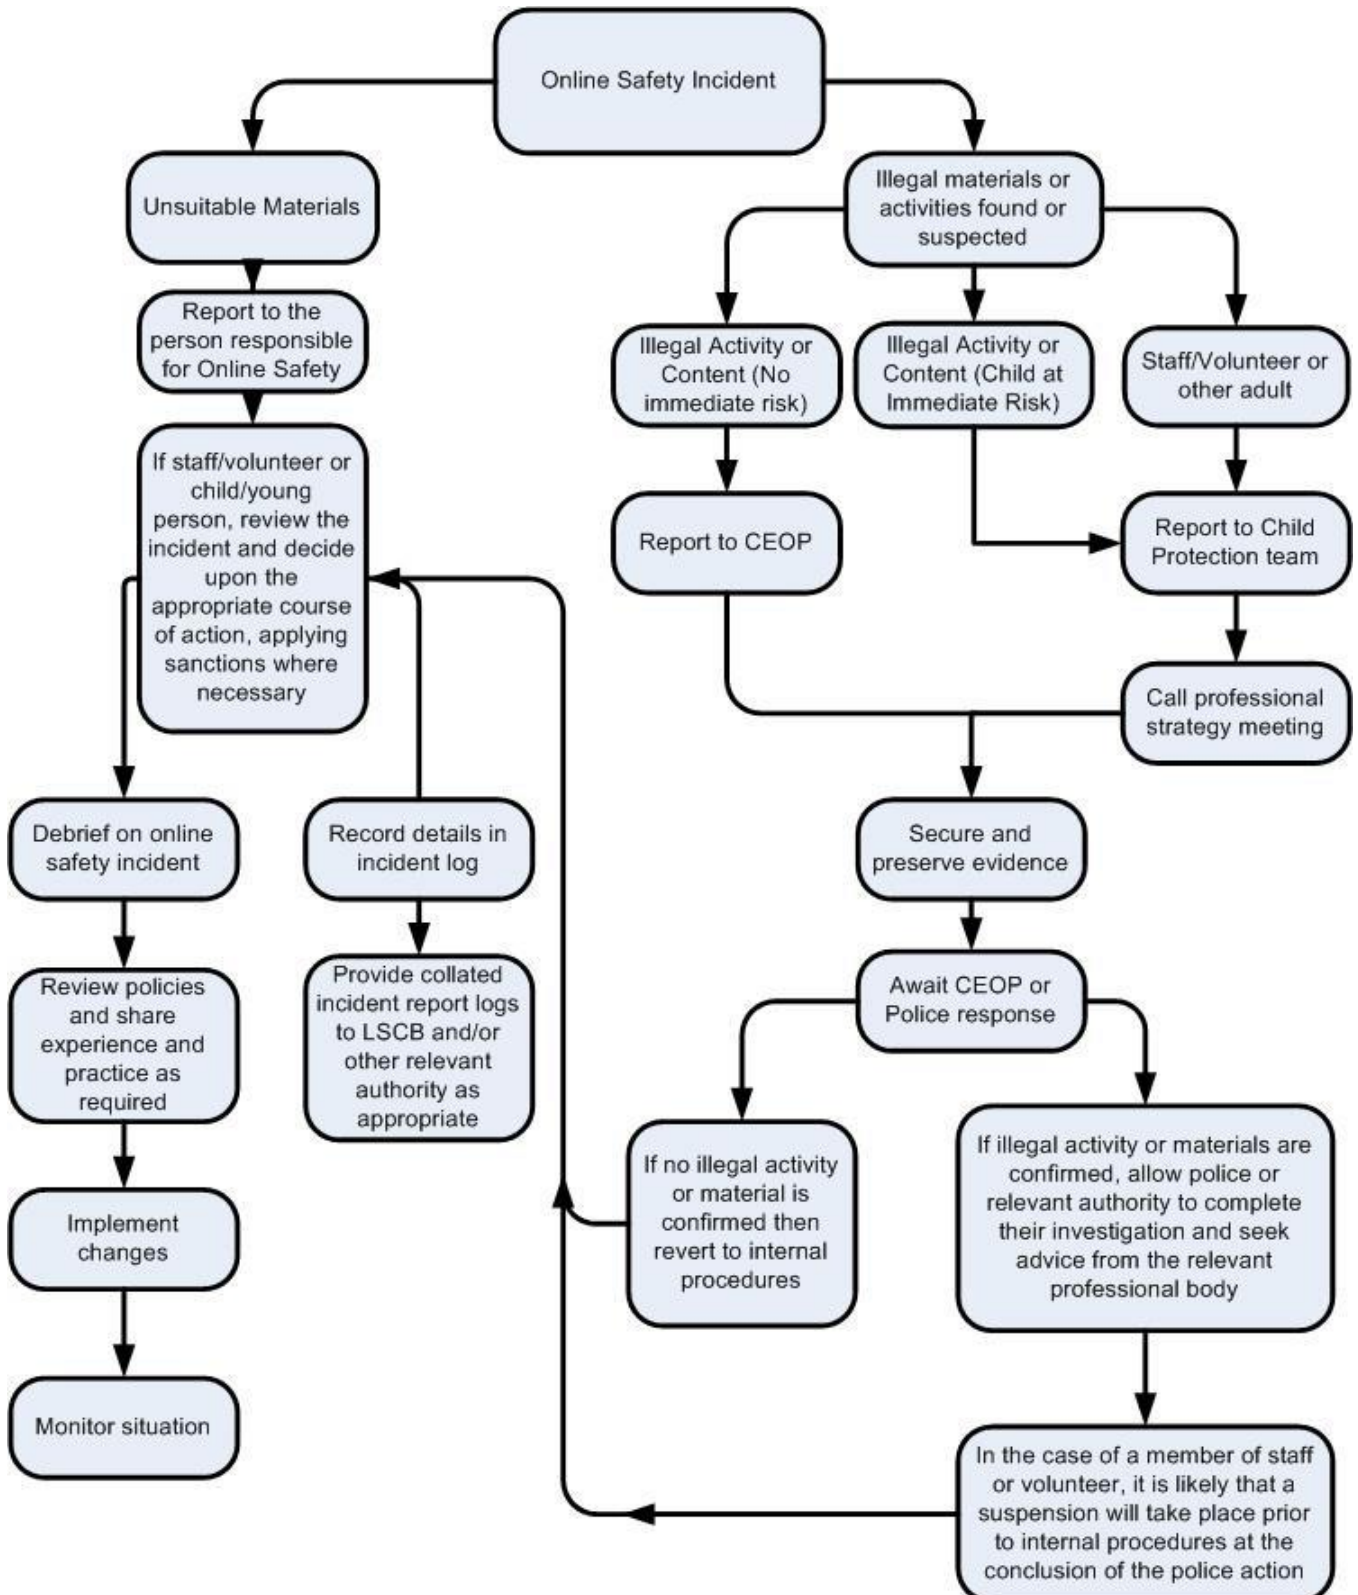 Online Safety Incident
Unsuitable Materials
Report to the
person responsible
for Online Safety
If staff/volunteer or
child/young
person, review the
incident and decide
upon the
appropriate course
of action, applying
sanctions where
necessary
Debrief on online
safety incident
Review policies
and share
experience and
practice as
required
Implement
changes
Monitor situation
Record details in
incident log
Provide collated
incident report logs
to LSCB and/or
other relevant
authority as
appropriate
Illegal materials or
activities found or
suspected
Illegal Activity or
Content (No
immediate risk)
Illegal Activity or
Content (Child at
Immediate Risk)
Staff/Volunteer or
other adult
Report to CEOP
Report to Child
Protection team
Call professional
strategy meeting
Secure and
preserve evidence
Await CEOP or
Police response
If no illegal activity
or material is
confirmed then
revert to internal
procedures
If illegal activity or materials are
confirmed, allow police or
relevant authority to complete
their investigation and seek
advice from the relevant
professional body
In the case of a member of staff
or volunteer, it is likely that a
suspension will take place prior
to internal procedures at the
conclusion of the police action